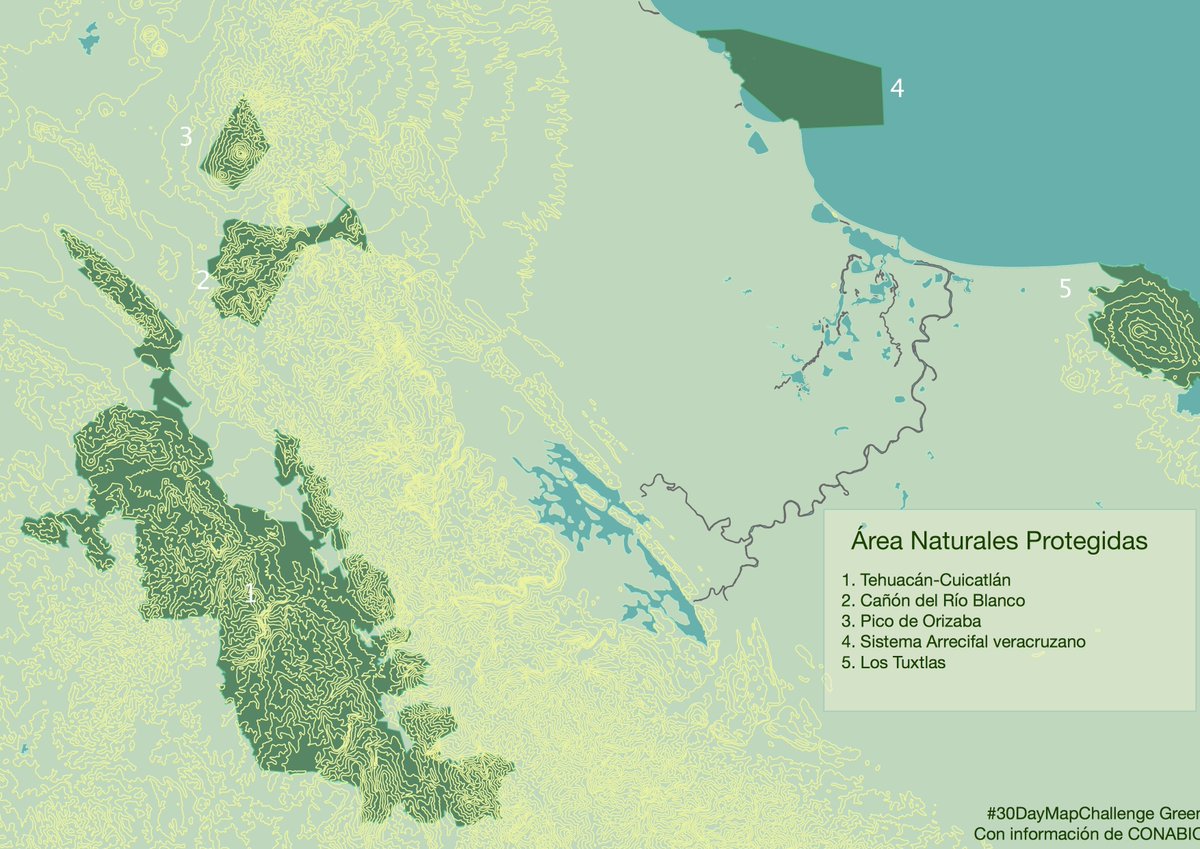 4
3
2
5
1
Área Naturales Protegidas
1. Tehuacán-Cuicatlán
2. Cañón del Río Blanco
3. Pico de Orizaba
4. Sistema Arrecifal veracruzano
5. Los Tuxtlas
#30DayMapChallenge Green
Con información de CONABIO